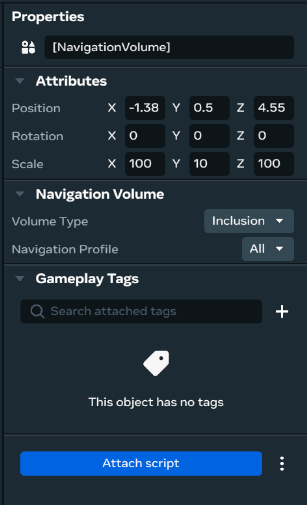 Properties
[NavigationVolume]
Attributes
Position X -1.38 Y 0.5 Z 4.55
Rotation X 0 Y 0 Z 0
Scale X 100 Y 10 Z 100
Navigation Volume
Volume Type Inclusion
Navigation Profile All
Gameplay Tags
Search attached tags
This object has no tags
Attach script